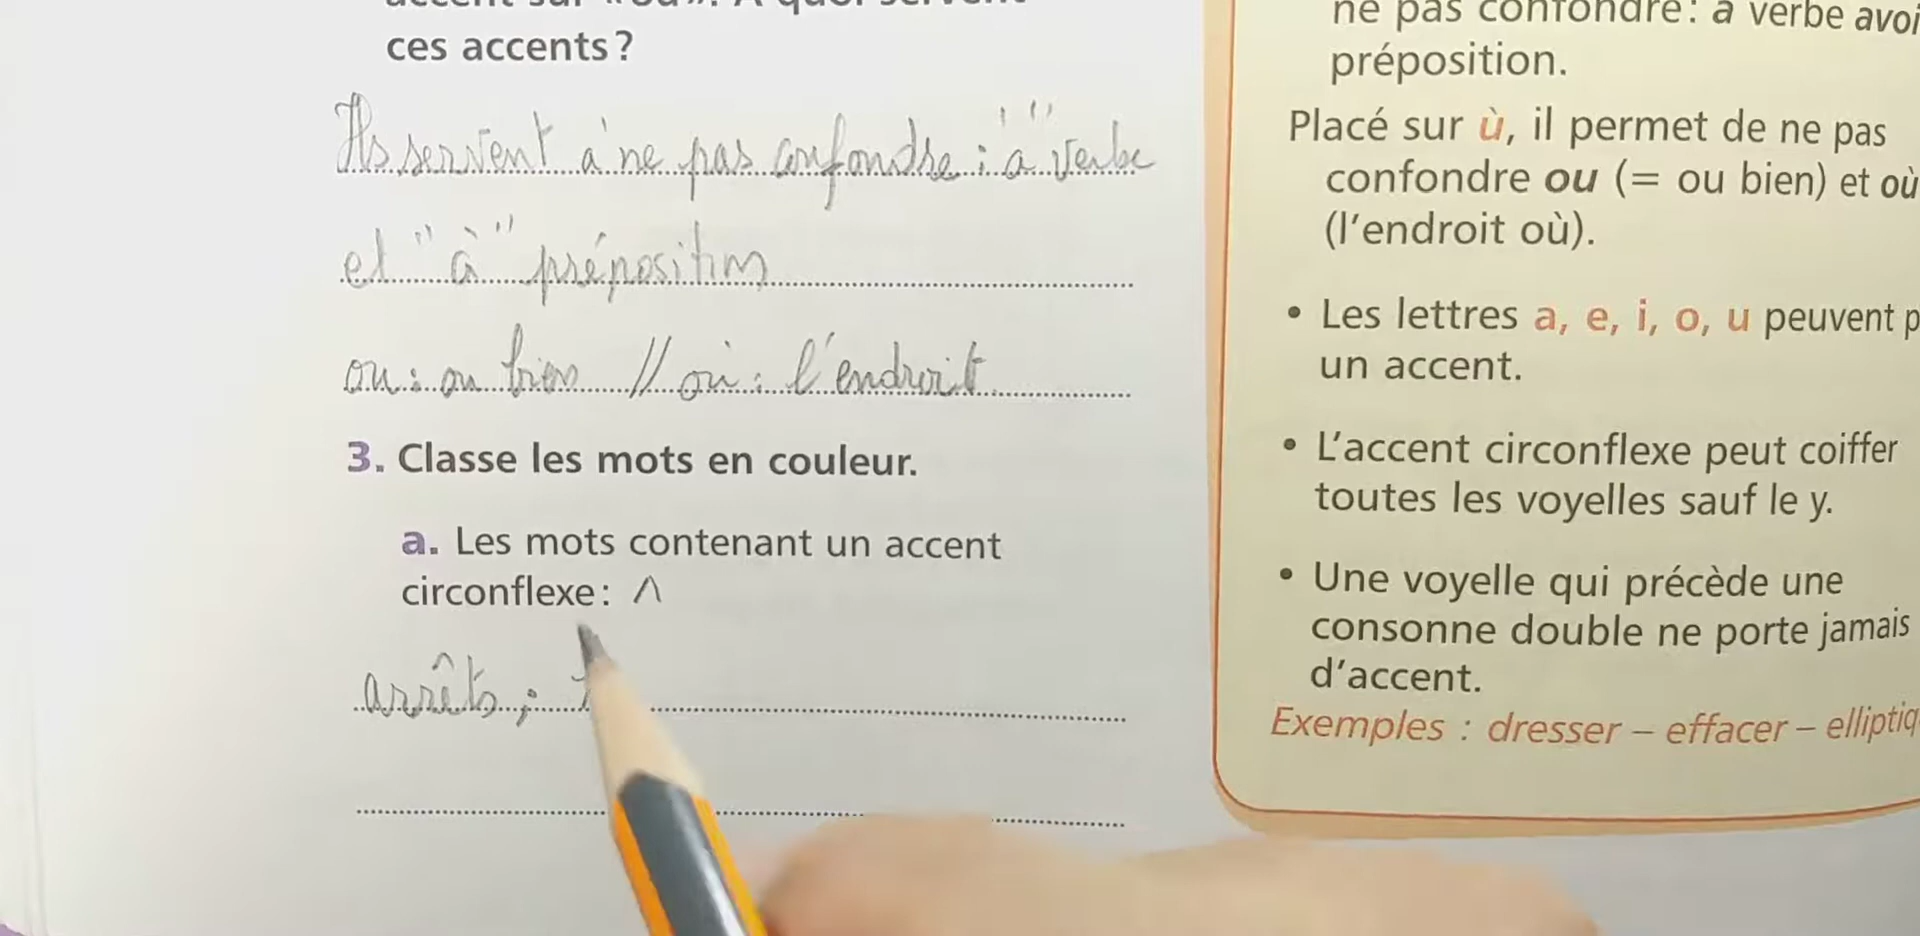 ces accents ?
Ils servent à ne pas confondre : "a" verbe
et "à" préposition
ou : ou bien // où : l'endroit
3. Classe les mots en couleur.
a. Les mots contenant un accent
circonflexe : ^
arrêts ;
ne pas confondre : a verbe avoi
préposition.
Placé sur ù, il permet de ne pas
confondre ou (= ou bien) et où
(l'endroit où).
• Les lettres a, e, i, o, u peuvent p
un accent.
• L'accent circonflexe peut coiffer
toutes les voyelles sauf le y.
• Une voyelle qui précède une
consonne double ne porte jamais
d'accent.
Exemples : dresser – effacer – elliptiq